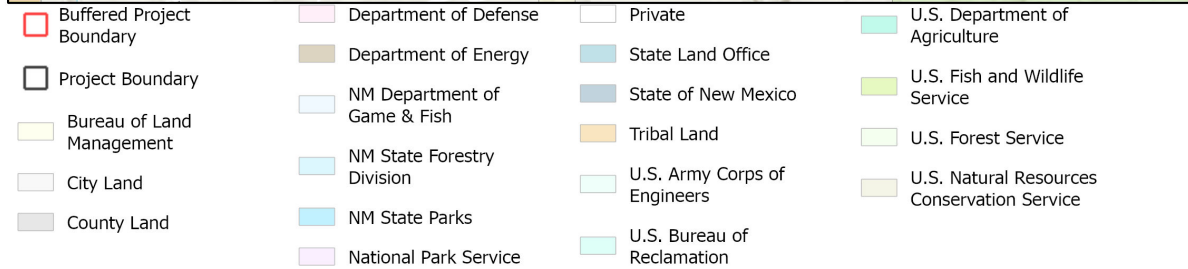 Buffered Project
Boundary
Project Boundary
Bureau of Land
Management
City Land
County Land
Department of Defense
Department of Energy
NM Department of
Game & Fish
NM State Forestry
Division
NM State Parks
National Park Service
Private
State Land Office
State of New Mexico
Tribal Land
U.S. Army Corps of
Engineers
U.S. Bureau of
Reclamation
U.S. Department of
Agriculture
U.S. Fish and Wildlife
Service
U.S. Forest Service
U.S. Natural Resources
Conservation Service